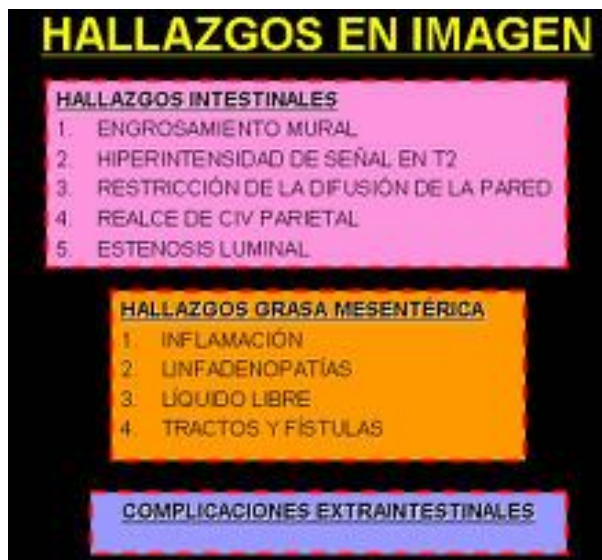 HALLAZGOS EN IMAGEN
HALLAZGOS INTESTINALES
1. ENGROSAMIENTO MURAL
2. HIPERINTENSIDAD DE SEÑAL EN T2
3. RESTRICCIÓN DE LA DIFUSIÓN DE LA PARED
4. REALCE DE CIV PARIETAL
5. ESTENOSIS LUMINAL
HALLAZGOS GRASA MESENTÉRICA
1. INFLAMACIÓN
2. LINFADENOPATÍAS
3. LÍQUIDO LIBRE
4. TRACTOS Y FÍSTULAS
COMPLICACIONES EXTRAINTESTINALES